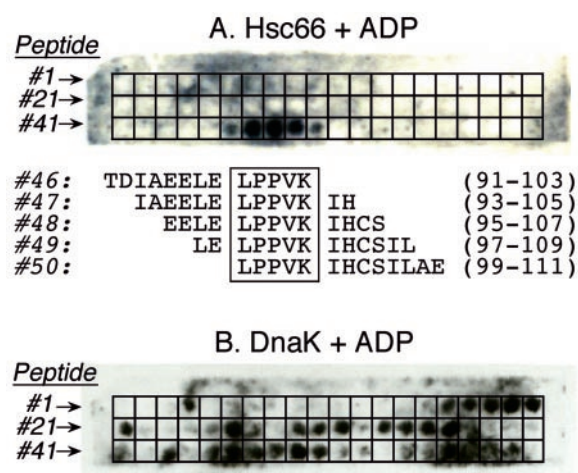 A. Hsc66 + ADP
Peptide
#1→
#21→
#41→
#46: TDIAEELE LPPVK (91-103)
#47: IAEELE LPPVK IH (93-105)
#48: EELE LPPVK IHCS (95-107)
#49: LE LPPVK IHCSIL (97-109)
#50: LPPVK IHCSILAE (99-111)
B. DnaK + ADP
Peptide
#1→
#21→
#41→